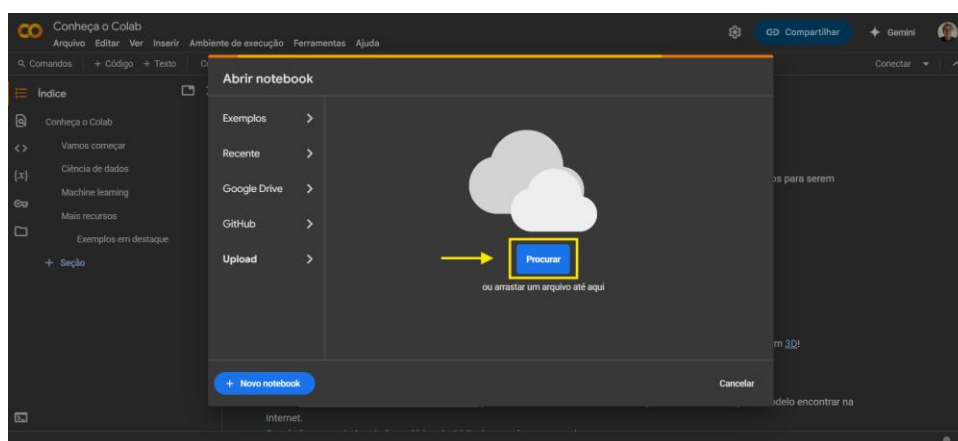 Conheça o Colab
Arquivo Editar Ver Inserir Ambiente de execução Ferramentas Ajuda
Compartilhar
Gemini
Comandos + Código + Texto
Conectar
Índice
Conheça o Colab
Vamos começar
Ciência de dados
Machine learning
Mais recursos
Exemplos em destaque
+ Seção
Abrir notebook
Exemplos
Recente
Google Drive
GitHub
Upload
Procurar
ou arrastar um arquivo até aqui
+ Novo notebook
Cancelar
para serem
3D!
encontrar na
Internet.